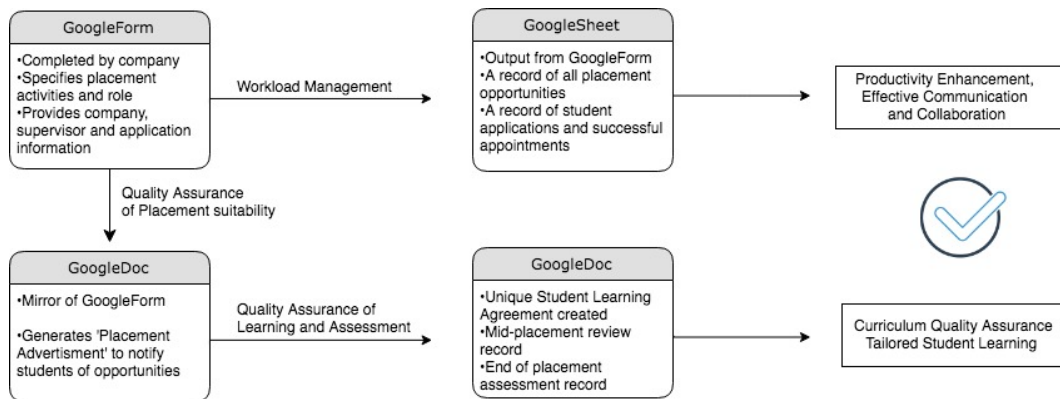 GoogleForm
•Completed by company
•Specifies placement
activities and role
•Provides company,
supervisor and application
information
Workload Management
GoogleSheet
•Output from GoogleForm
•A record of all placement
opportunities
•A record of student
applications and successful
appointments
Productivity Enhancement,
Effective Communication
and Collaboration
Quality Assurance
of Placement suitability
GoogleDoc
•Mirror of GoogleForm
•Generates 'Placement
Advertisment' to notify
students of opportunities
Quality Assurance of
Learning and Assessment
GoogleDoc
•Unique Student Learning
Agreement created
•Mid-placement review
record
•End of placement
assessment record
Curriculum Quality Assurance
Tailored Student Learning